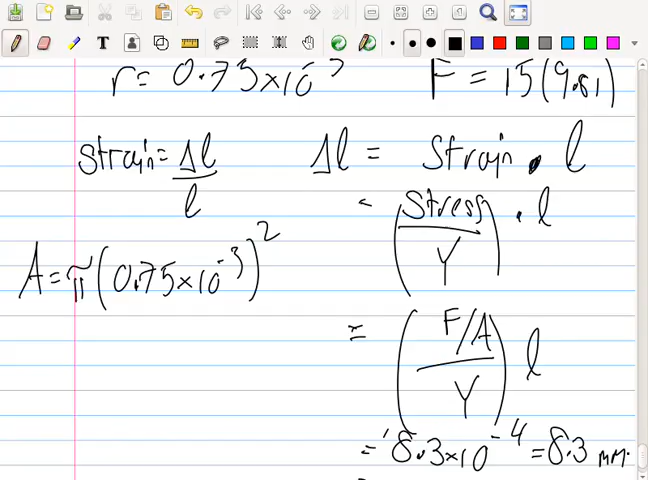 r = 0.75×10⁻³ F = 15(9.81)
Strain = Δl/l Δl = Strain · l
= (Stress/Y) · l
A = π(0.75×10⁻³)²
= (F/A / Y) l
= 8.3×10⁻⁴ = 8.3 mm.